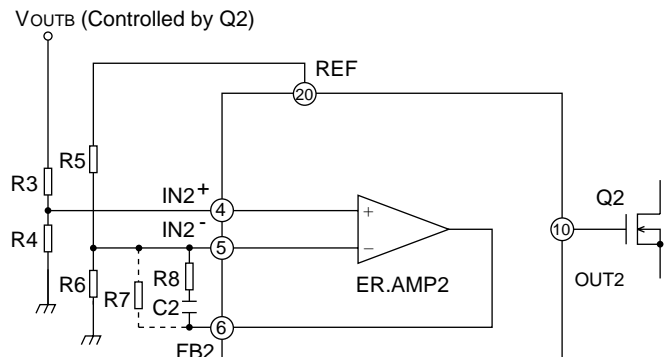 VOUTB (Controlled by Q2)
REF
20
R5
R3
IN2+
4
Q2
+
R4
IN2-
10
5
−
R8
OUT2
R6
R7
ER.AMP2
C2
6
FB2